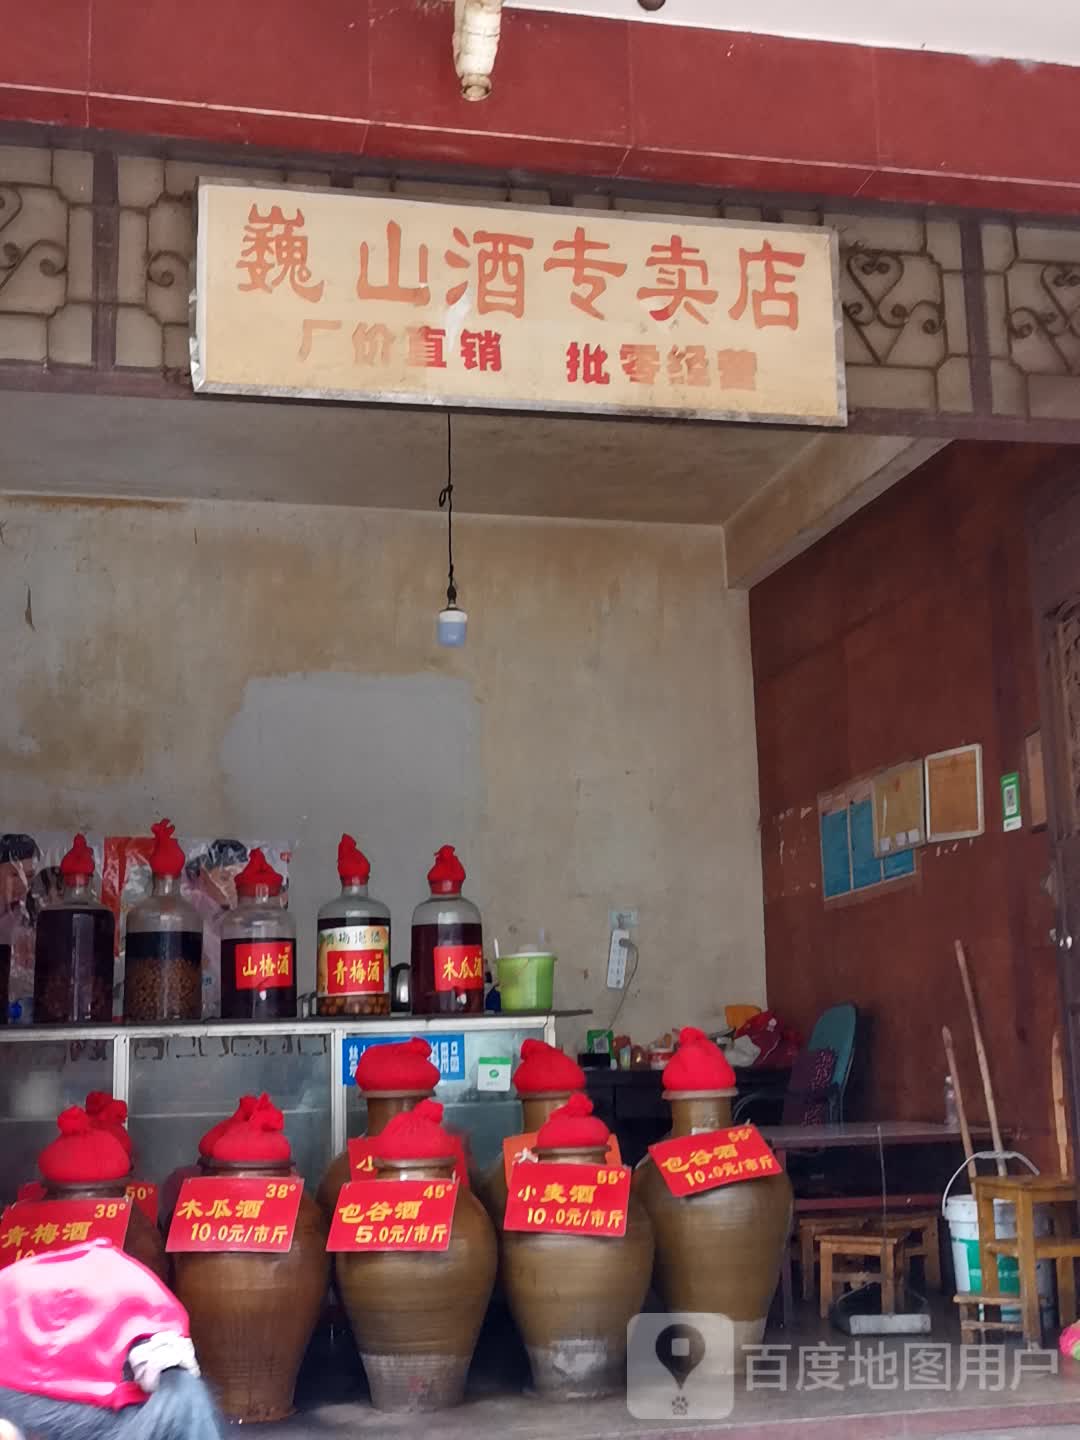 巍山酒专卖店
厂价直销 批零经营
山楂酒
青梅酒
木瓜酒
38°
青梅酒
50°
38°
木瓜酒
10.0元/市斤
45°
包谷酒
5.0元/市斤
小
55°
小麦酒
10.0元/市斤
55°
包谷酒
10.0元/市斤
百度地图用户